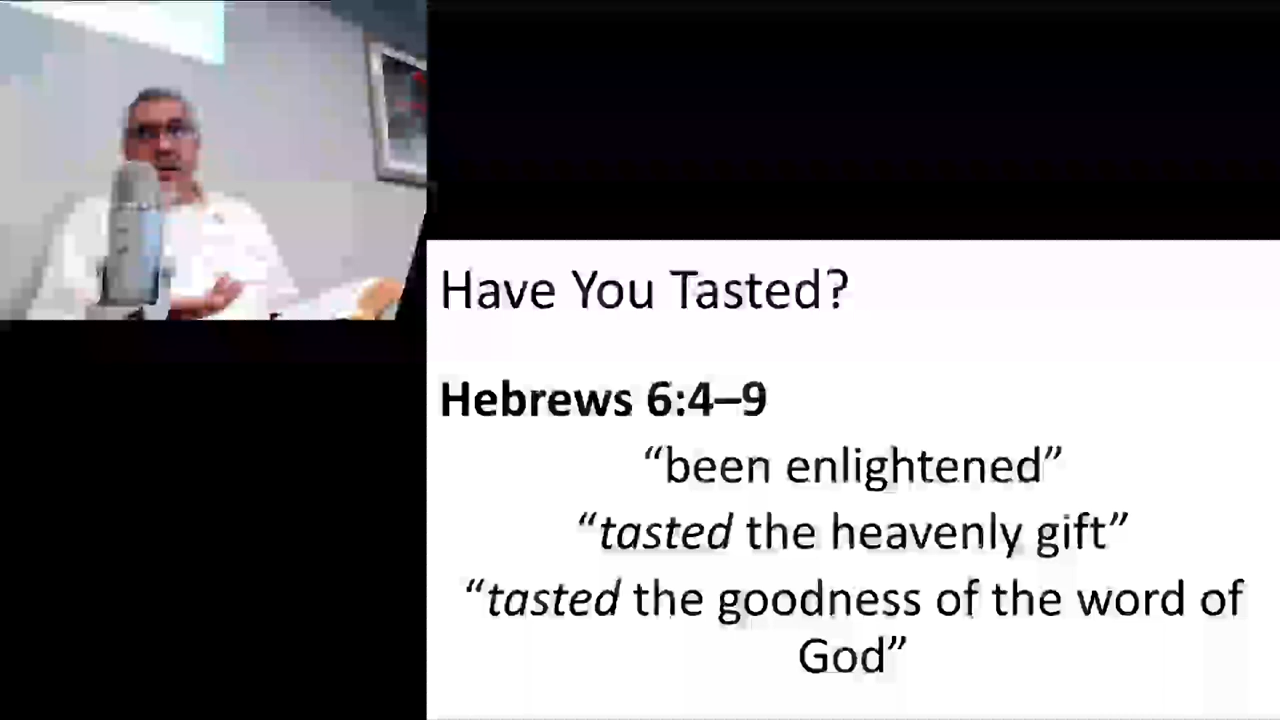 Have You Tasted?
Hebrews 6:4–9
“been enlightened”
“tasted the heavenly gift”
“tasted the goodness of the word of
God”